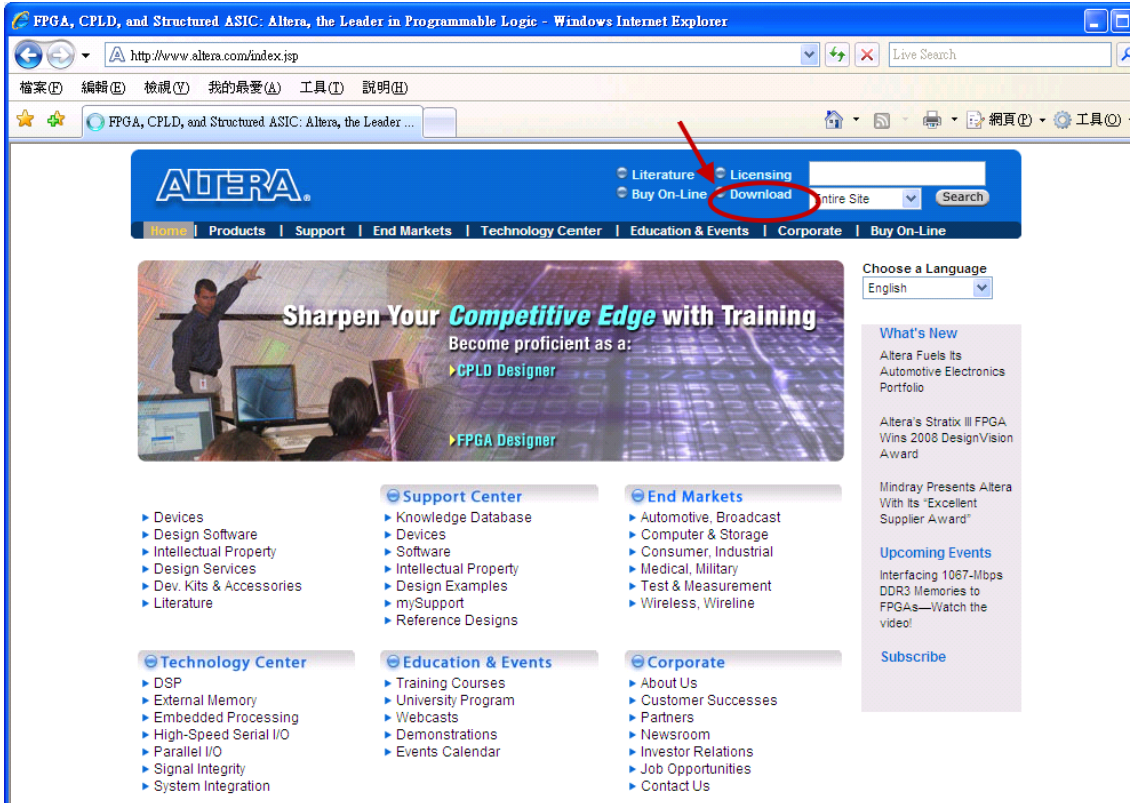 FPGA, CPLD, and Structured ASIC: Altera, the Leader in Programmable Logic - Windows Internet Explorer
http://www.altera.com/index.jsp
Live Search
檔案(F) 編輯(E) 檢視(V) 我的最愛(A) 工具(T) 說明(H)
FPGA, CPLD, and Structured ASIC: Altera, the Leader ...
網頁(P) 工具(O)
ALTERA®
Literature Licensing
Buy On-Line Download
Entire Site Search
Home | Products | Support | End Markets | Technology Center | Education & Events | Corporate | Buy On-Line
Sharpen Your Competitive Edge with Training
Become proficient as a:
CPLD Designer
FPGA Designer
Choose a Language
English
What's New
Altera Fuels Its
Automotive Electronics
Portfolio
Altera's Stratix III FPGA
Wins 2008 DesignVision
Award
Mindray Presents Altera
With Its "Excellent
Supplier Award"
Upcoming Events
Interfacing 1067-Mbps
DDR3 Memories to
FPGAs—Watch the
video!
Subscribe
Devices
Design Software
Intellectual Property
Design Services
Dev. Kits & Accessories
Literature
Support Center
Knowledge Database
Devices
Software
Intellectual Property
Design Examples
mySupport
Reference Designs
End Markets
Automotive, Broadcast
Computer & Storage
Consumer, Industrial
Medical, Military
Test & Measurement
Wireless, Wireline
Technology Center
DSP
External Memory
Embedded Processing
High-Speed Serial I/O
Parallel I/O
Signal Integrity
System Integration
Education & Events
Training Courses
University Program
Webcasts
Demonstrations
Events Calendar
Corporate
About Us
Customer Successes
Partners
Newsroom
Investor Relations
Job Opportunities
Contact Us